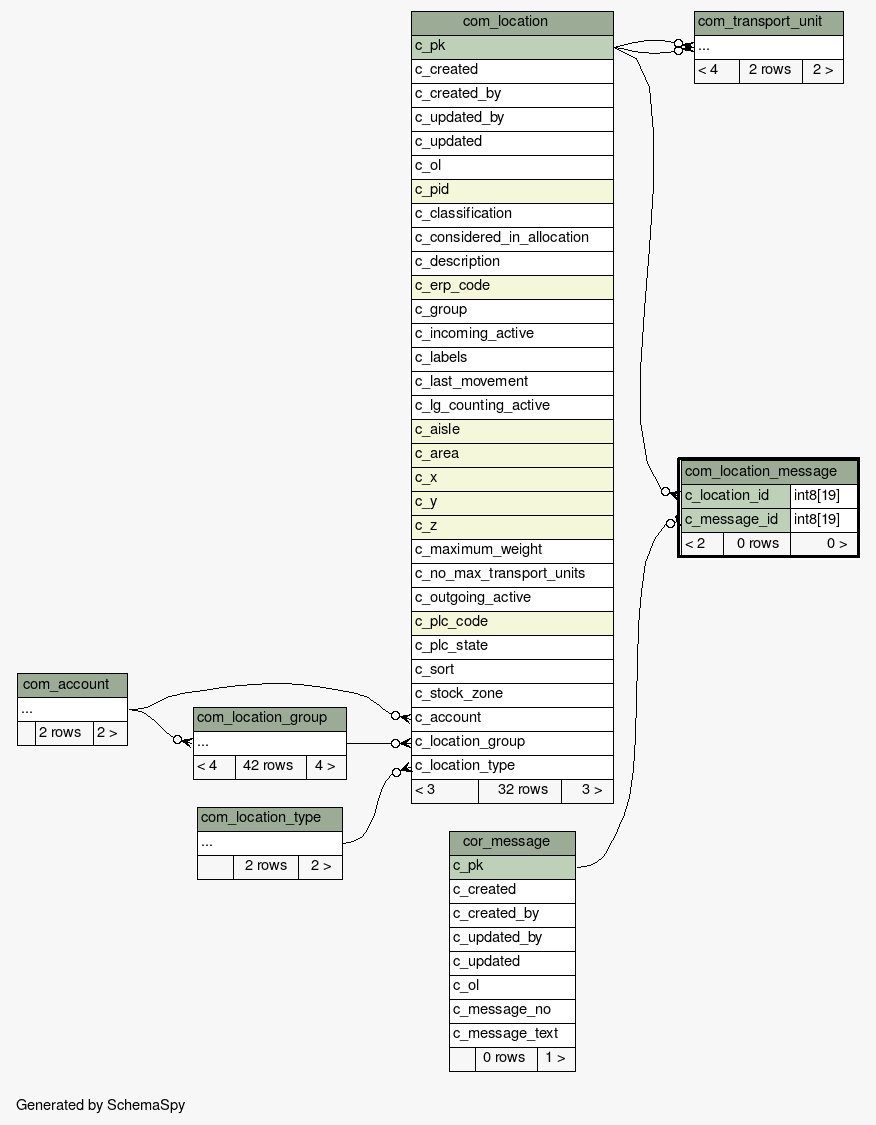 com_location
c_pk
c_created
c_created_by
c_updated_by
c_updated
c_ol
c_pid
c_classification
c_considered_in_allocation
c_description
c_erp_code
c_group
c_incoming_active
c_labels
c_last_movement
c_lg_counting_active
c_aisle
c_area
c_x
c_y
c_z
c_maximum_weight
c_no_max_transport_units
c_outgoing_active
c_plc_code
c_plc_state
c_sort
c_stock_zone
c_account
c_location_group
c_location_type
< 3 32 rows 3 >
com_transport_unit
...
< 4 2 rows 2 >
com_location_message
c_location_id int8[19]
c_message_id int8[19]
< 2 0 rows 0 >
com_account
...
2 rows 2 >
com_location_group
...
< 4 42 rows 4 >
com_location_type
...
2 rows 2 >
cor_message
c_pk
c_created
c_created_by
c_updated_by
c_updated
c_ol
c_message_no
c_message_text
0 rows 1 >
Generated by SchemaSpy